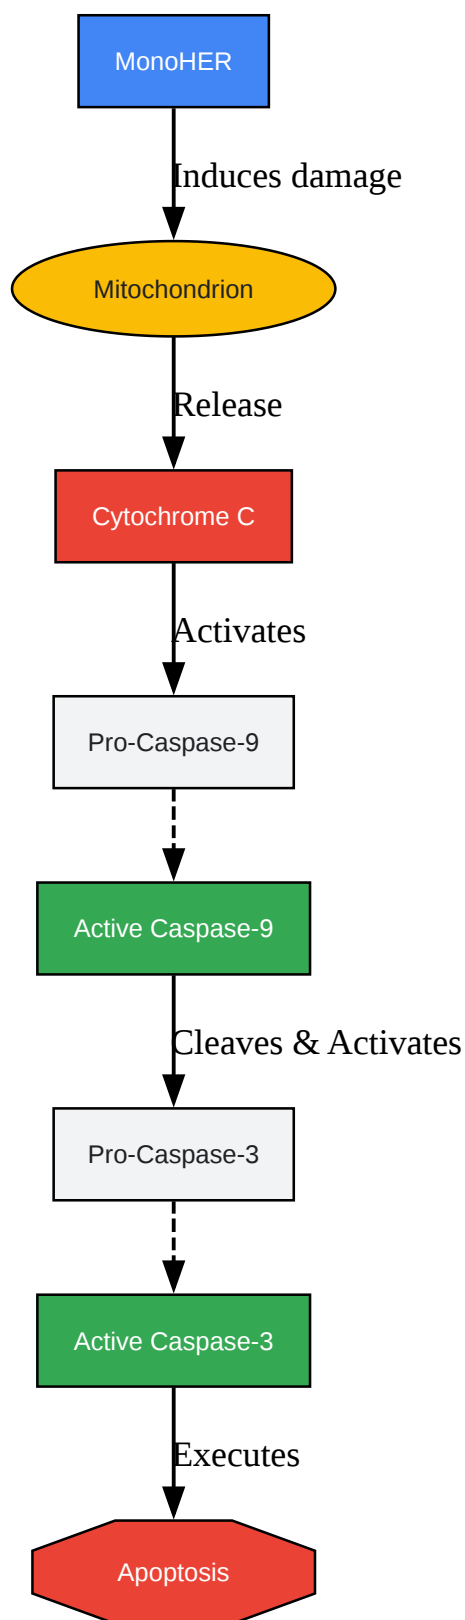 MonoHER
Induces damage
Mitochondrion
Release
Cytochrome C
Activates
Pro-Caspase-9
Active Caspase-9
Cleaves & Activates
Pro-Caspase-3
Active Caspase-3
Executes
Apoptosis